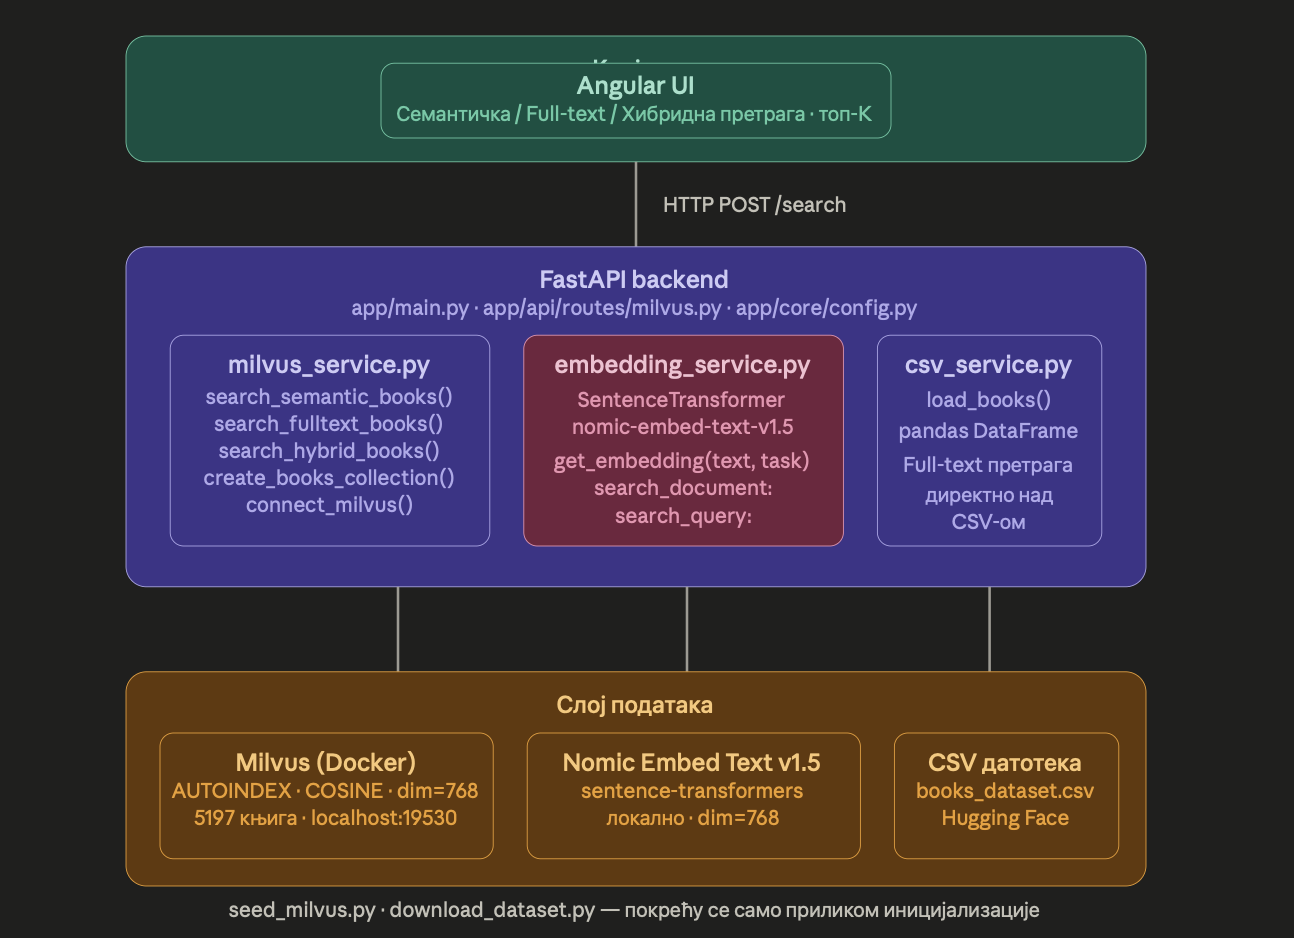 Angular UI
Семантичка / Full-text / Хибридна претрага · топ-К
HTTP POST /search
FastAPI backend
app/main.py · app/api/routes/milvus.py · app/core/config.py
milvus_service.py
search_semantic_books()
search_fulltext_books()
search_hybrid_books()
create_books_collection()
connect_milvus()
embedding_service.py
SentenceTransformer
nomic-embed-text-v1.5
get_embedding(text, task)
search_document:
search_query:
csv_service.py
load_books()
pandas DataFrame
Full-text претрага
директно над
CSV-ом
Слој података
Milvus (Docker)
AUTOINDEX · COSINE · dim=768
5197 књига · localhost:19530
Nomic Embed Text v1.5
sentence-transformers
локално · dim=768
CSV датотека
books_dataset.csv
Hugging Face
seed_milvus.py · download_dataset.py — покрећу се само приликом иницијализације